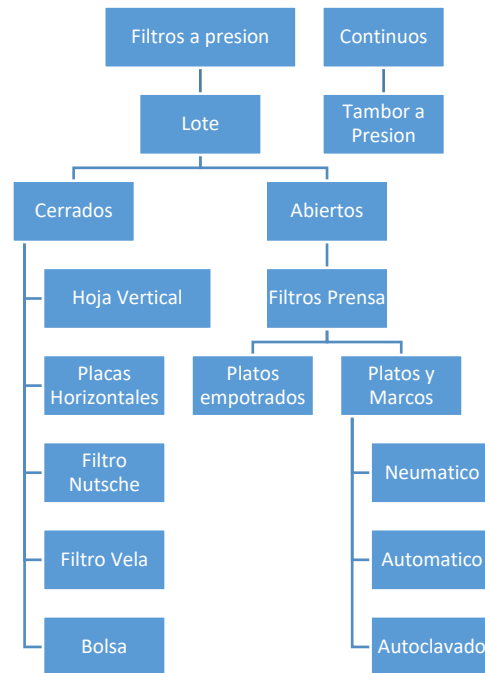 Filtros a presion
Continuos
Lote
Tambor a
Presion
Cerrados
Abiertos
Hoja Vertical
Filtros Prensa
Placas
Horizontales
Platos
empotrados
Platos y
Marcos
Filtro
Nutsche
Neumatico
Filtro Vela
Automatico
Bolsa
Autoclavado